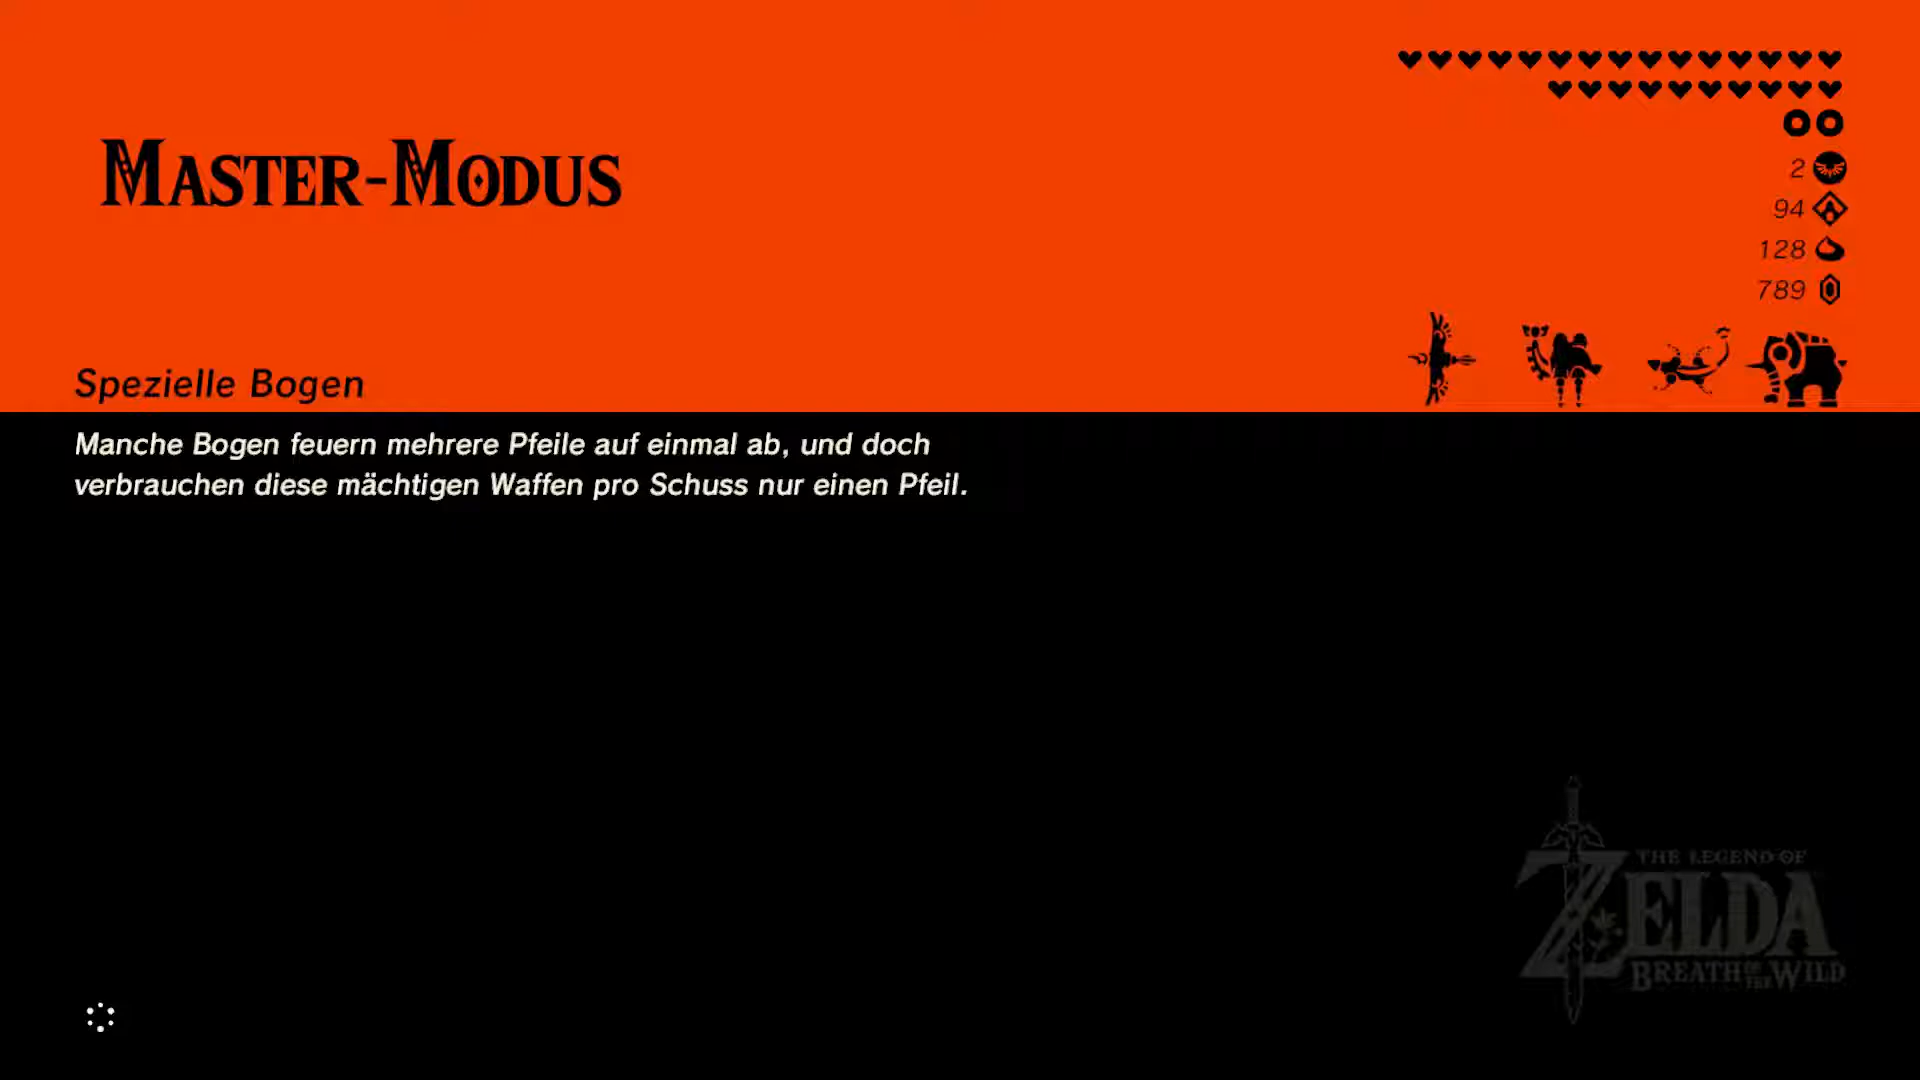 Master-Modus
2
94
128
789
Spezielle Bogen
Manche Bogen feuern mehrere Pfeile auf einmal ab, und doch
verbrauchen diese mächtigen Waffen pro Schuss nur einen Pfeil.
THE LEGEND OF
ZELDA
BREATH OF THE WILD